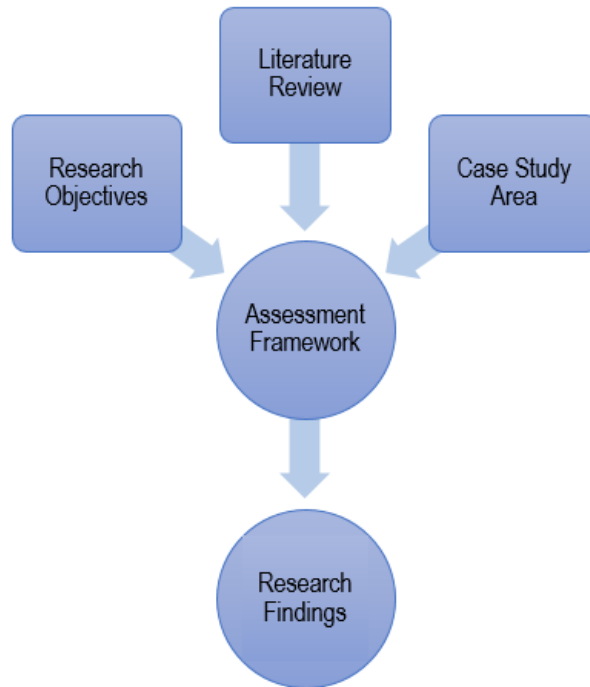 Literature
Review
Research
Objectives
Case Study
Area
Assessment
Framework
Research
Findings